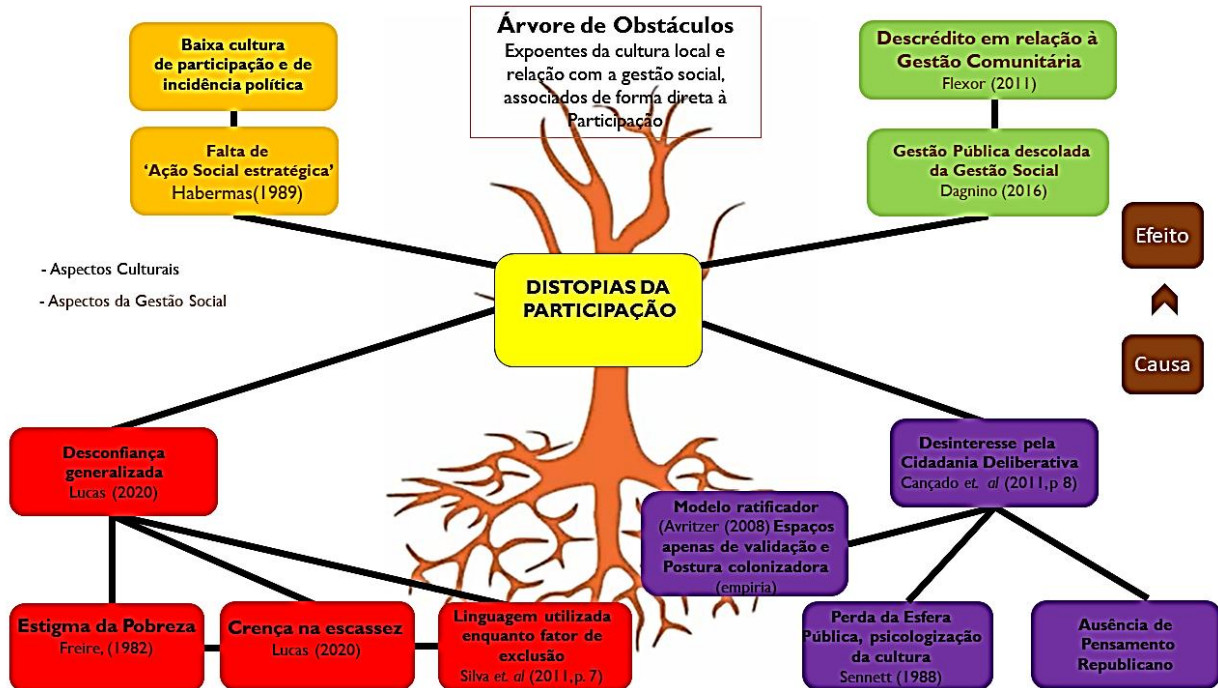 Árvore de Obstáculos
Expoentes da cultura local e
relação com a gestão social,
associados de forma direta à
Participação
Baixa cultura
de participação e de
incidência política
Falta de
‘Ação Social estratégica’
Habermas(1989)
Descrédito em relação à
Gestão Comunitária
Flexor (2011)
Gestão Pública descolada
da Gestão Social
Dagnino (2016)
Efeito
Causa
- Aspectos Culturais
- Aspectos da Gestão Social
DISTOPIAS DA
PARTICIPAÇÃO
Desconfiança
generalizada
Lucas (2020)
Estigma da Pobreza
Freire, (1982)
Crença na escassez
Lucas (2020)
Linguagem utilizada
enquanto fator de
exclusão
Silva et. al (2011, p. 7)
Desinteresse pela
Cidadania Deliberativa
Cançado et. al (2011, p 8)
Modelo ratificador
(Avritzer (2008) Espaços
apenas de validação e
Postura colonizadora
(empiria)
Perda da Esfera
Pública, psicologização
da cultura
Sennett (1988)
Ausência de
Pensamento
Republicano